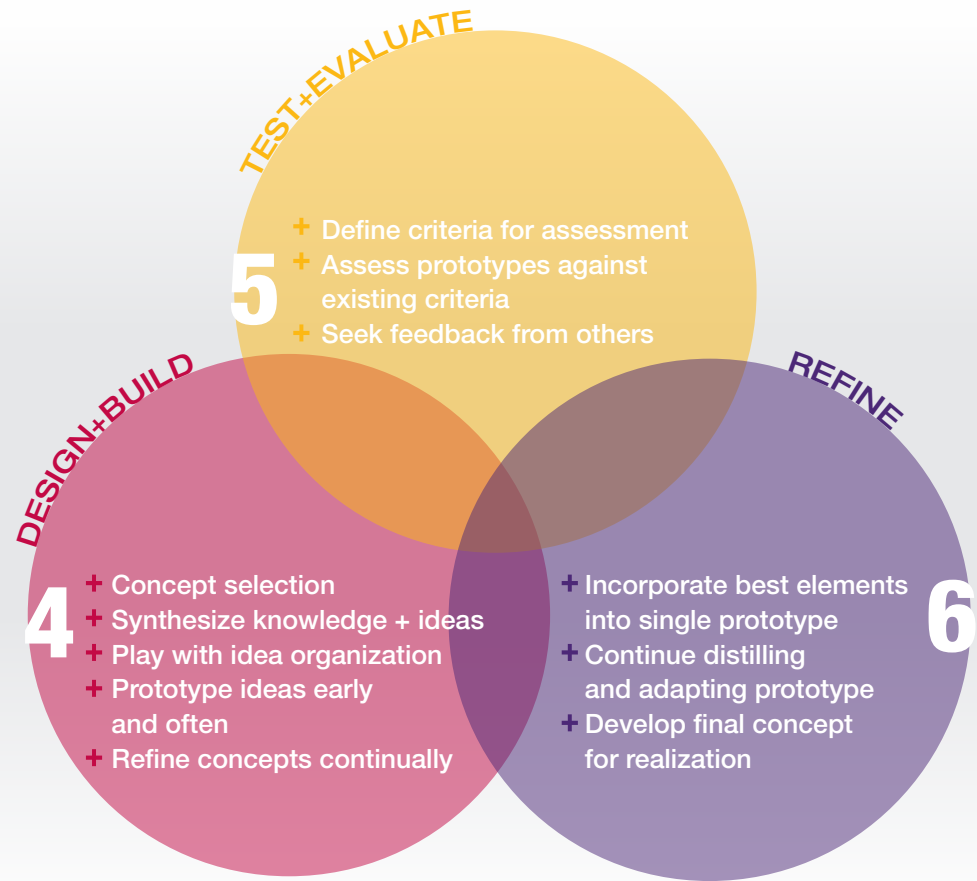 TEST+EVALUATE
5
+ Define criteria for assessment
+ Assess prototypes against
existing criteria
+ Seek feedback from others
DESIGN+BUILD
4
+ Concept selection
+ Synthesize knowledge + ideas
+ Play with idea organization
+ Prototype ideas early
and often
+ Refine concepts continually
REFINE
6
+ Incorporate best elements
into single prototype
+ Continue distilling
and adapting prototype
+ Develop final concept
for realization